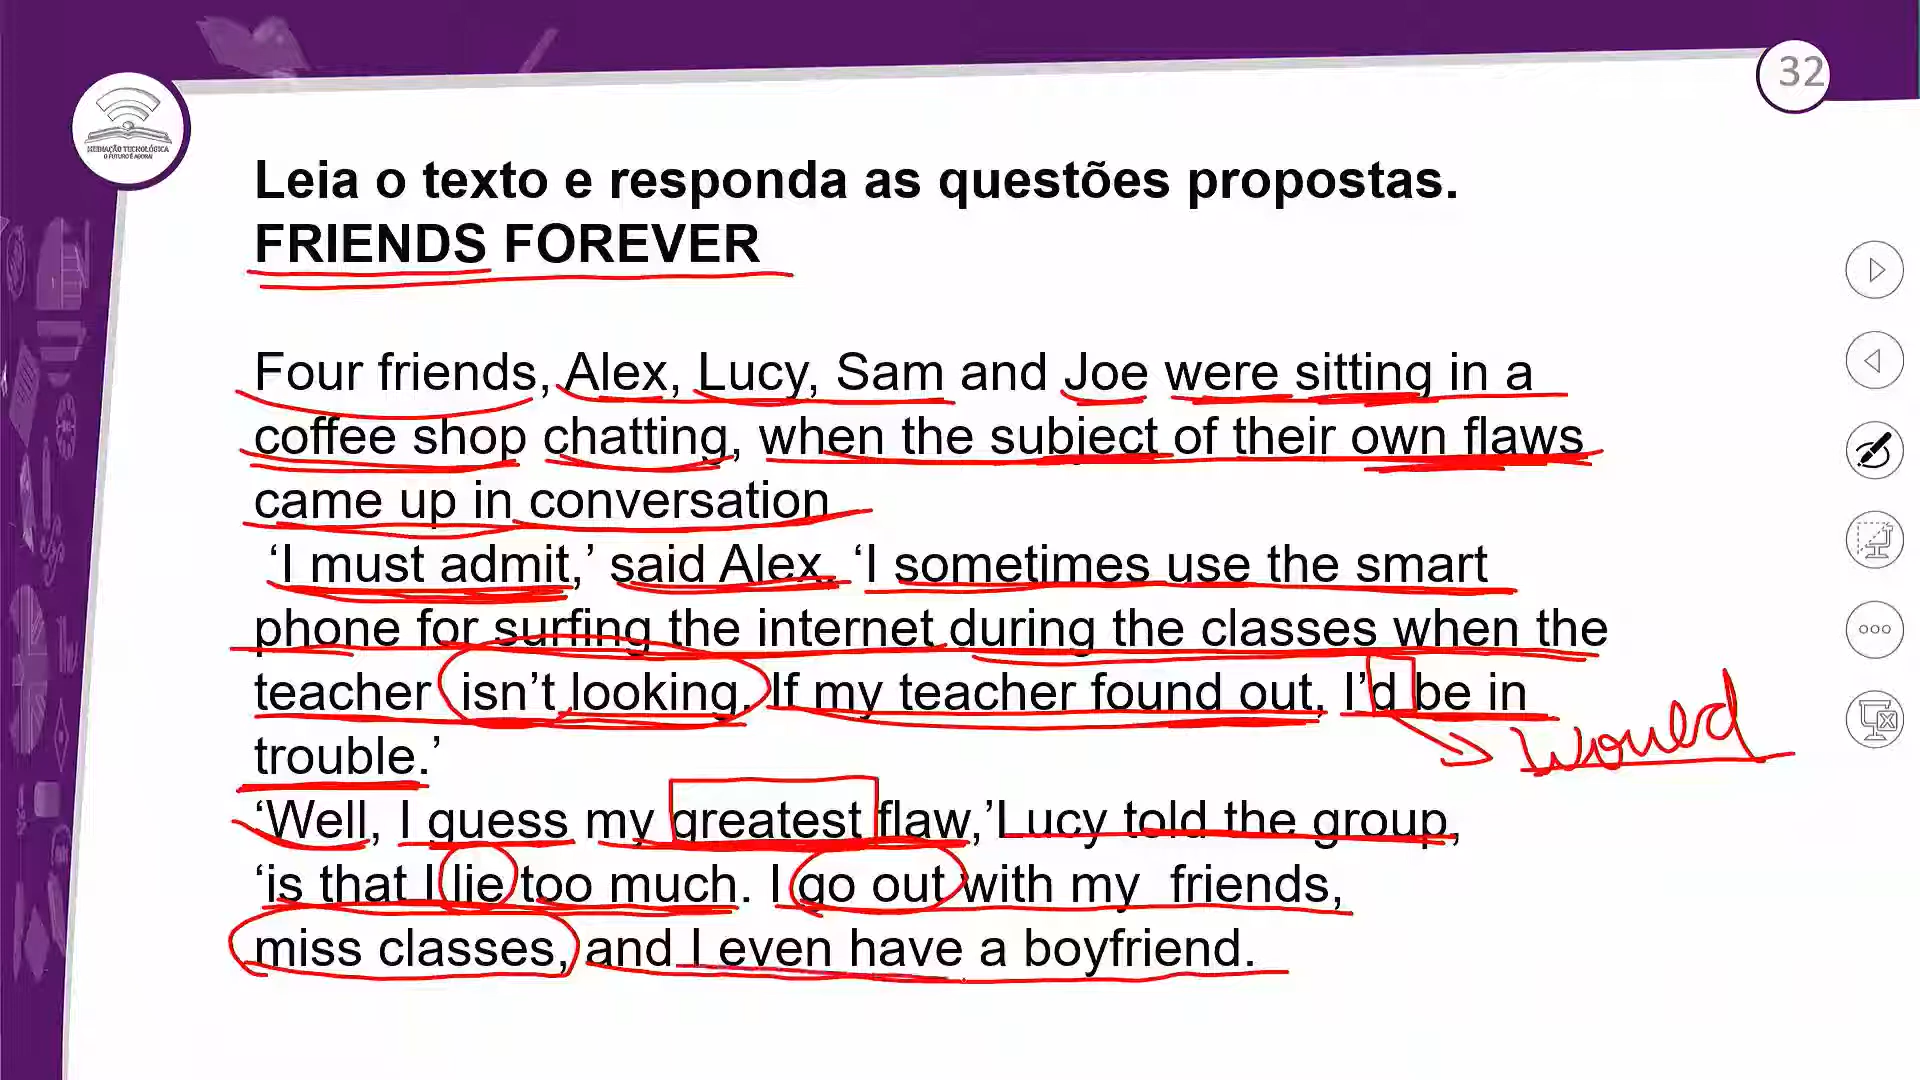 32
MEDIAÇÃO TECNOLÓGICA
O FUTURO É AGORA!
Leia o texto e responda as questões propostas.
FRIENDS FOREVER
Four friends, Alex, Lucy, Sam and Joe were sitting in a
coffee shop chatting, when the subject of their own flaws
came up in conversation
‘I must admit,’ said Alex. ‘I sometimes use the smart
phone for surfing the internet during the classes when the
teacher isn’t looking. If my teacher found out, I’d be in
trouble.’
Would
‘Well, I guess my greatest flaw,’Lucy told the group,
‘is that I lie too much. I go out with my friends,
miss classes, and I even have a boyfriend.